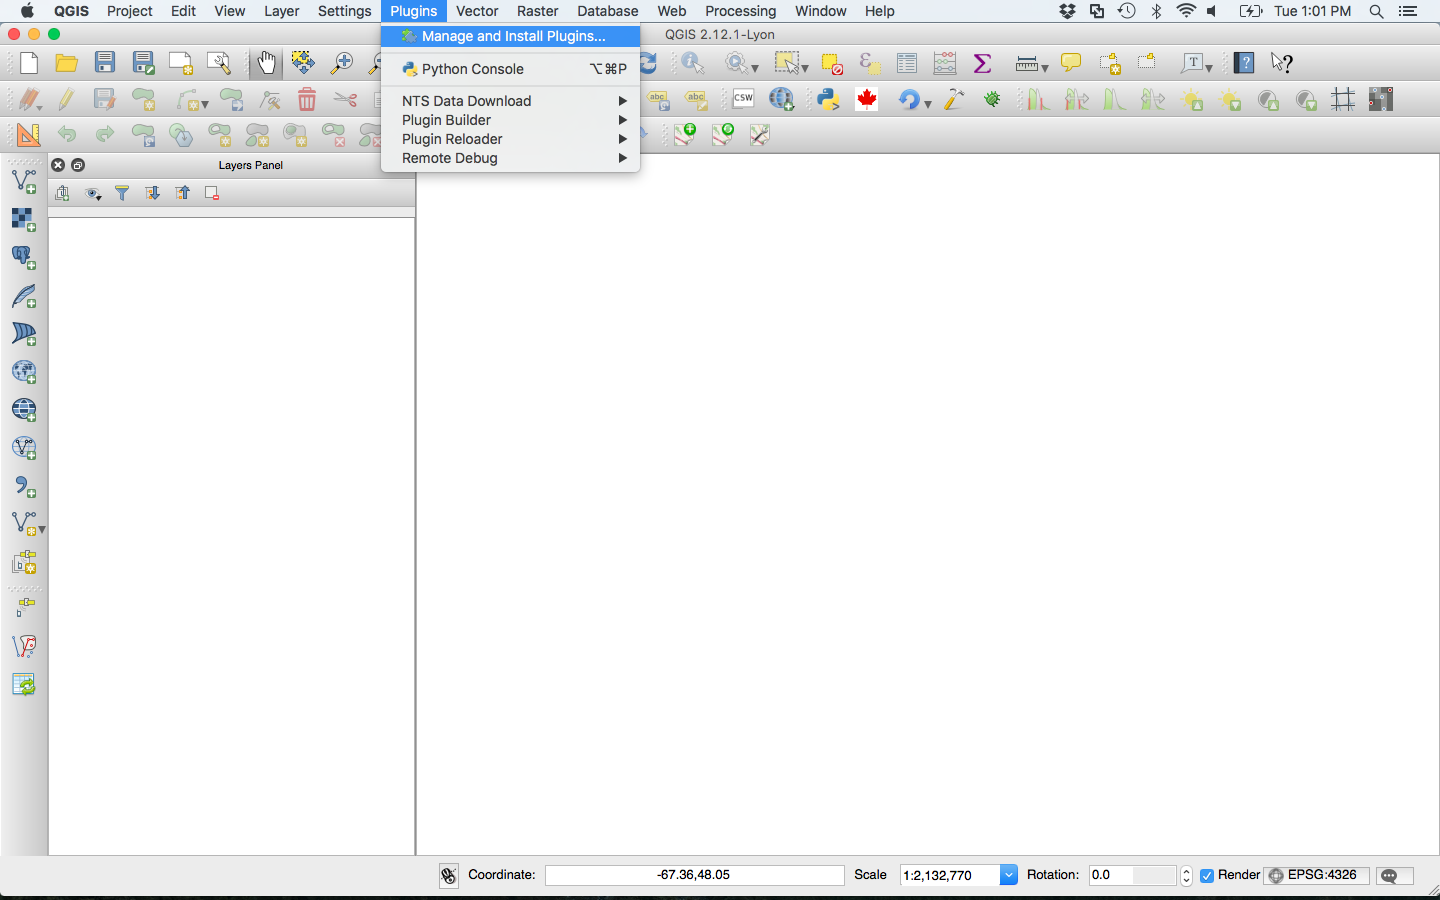 QGIS Project Edit View Layer Settings Plugins Vector Raster Database Web Processing Window Help Tue 1:01 PM
QGIS 2.12.1-Lyon
Manage and Install Plugins...
Python Console ⌥⌘P
NTS Data Download
Plugin Builder
Plugin Reloader
Remote Debug
T
?
?
abc
abc
CSW
Layers Panel
Coordinate: -67.36,48.05 Scale 1:2,132,770 Rotation: 0.0 Render EPSG:4326